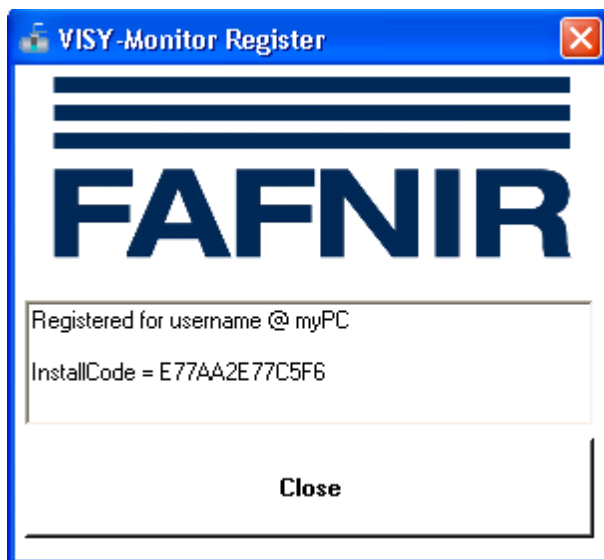 VISY-Monitor Register
FAFNIR
Registered for username @ myPC
InstallCode = E77AA2E77C5F6
Close